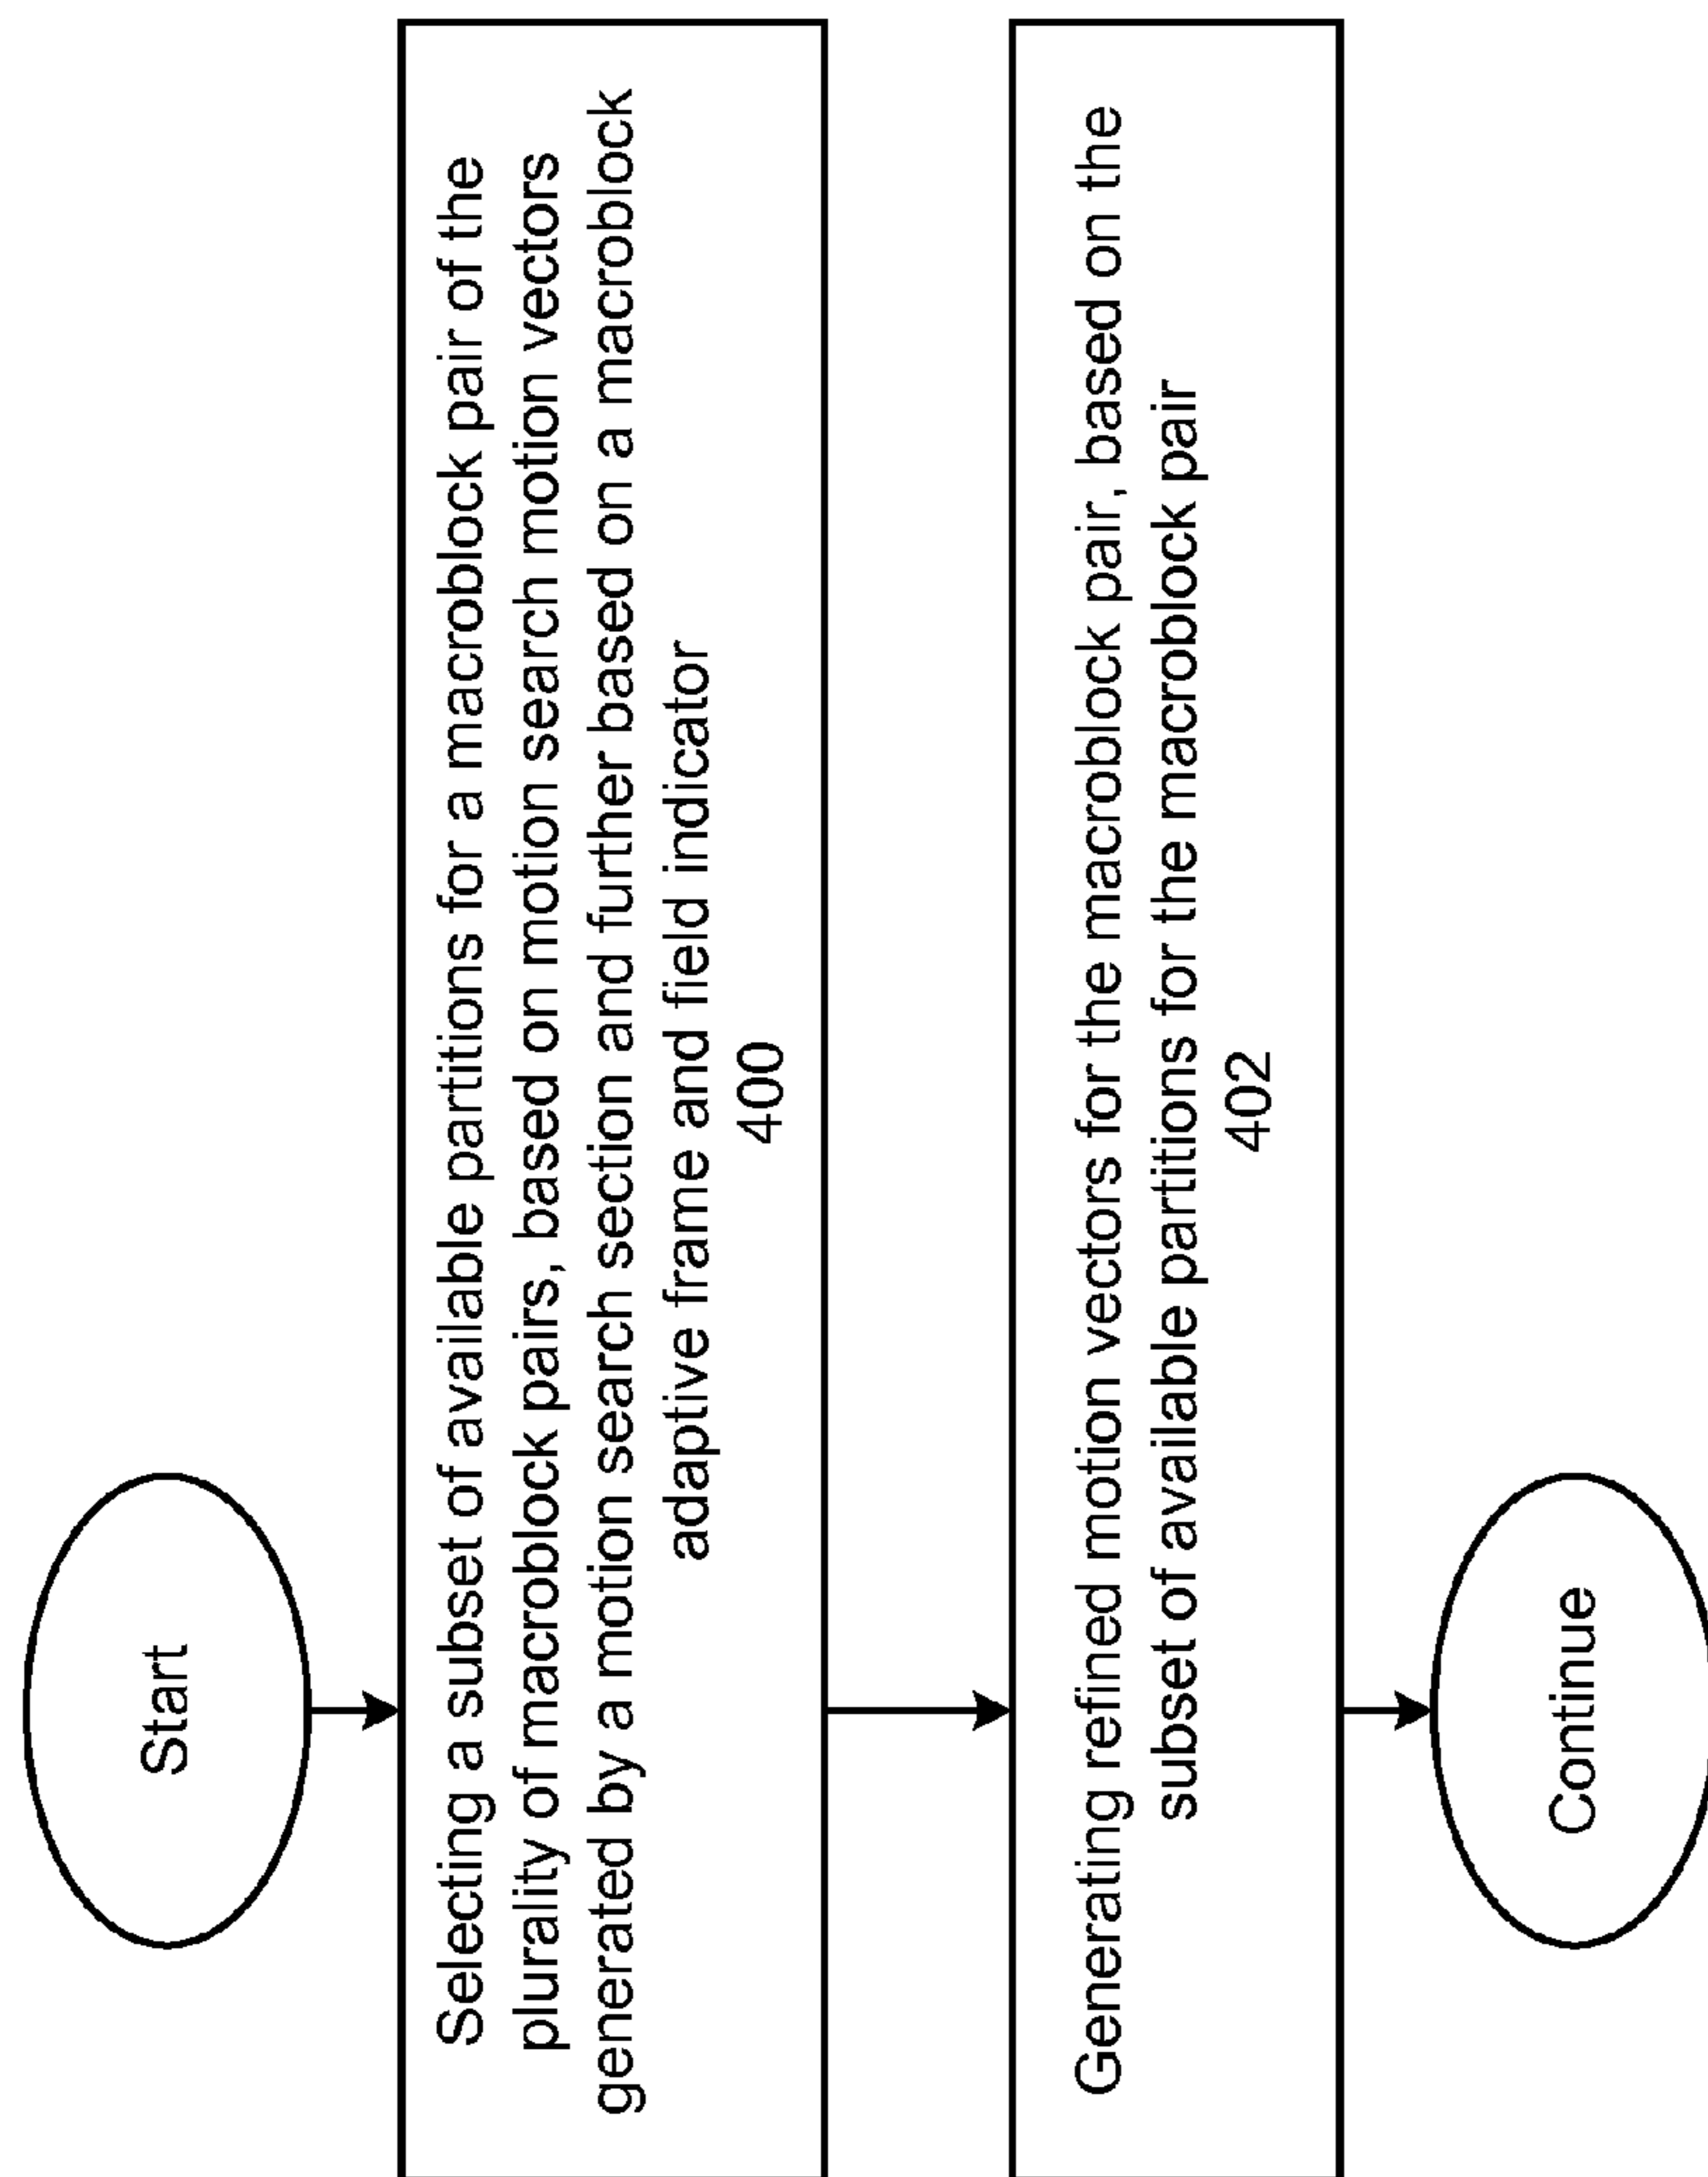 Start
Selecting a subset of available partitions for a macroblock pair of the
plurality of macroblock pairs, based on motion search motion vectors
generated by a motion search section and further based on a macroblock
adaptive frame and field indicator
400
Generating refined motion vectors for the macroblock pair, based on the
subset of available partitions for the macroblock pair
402
Continue